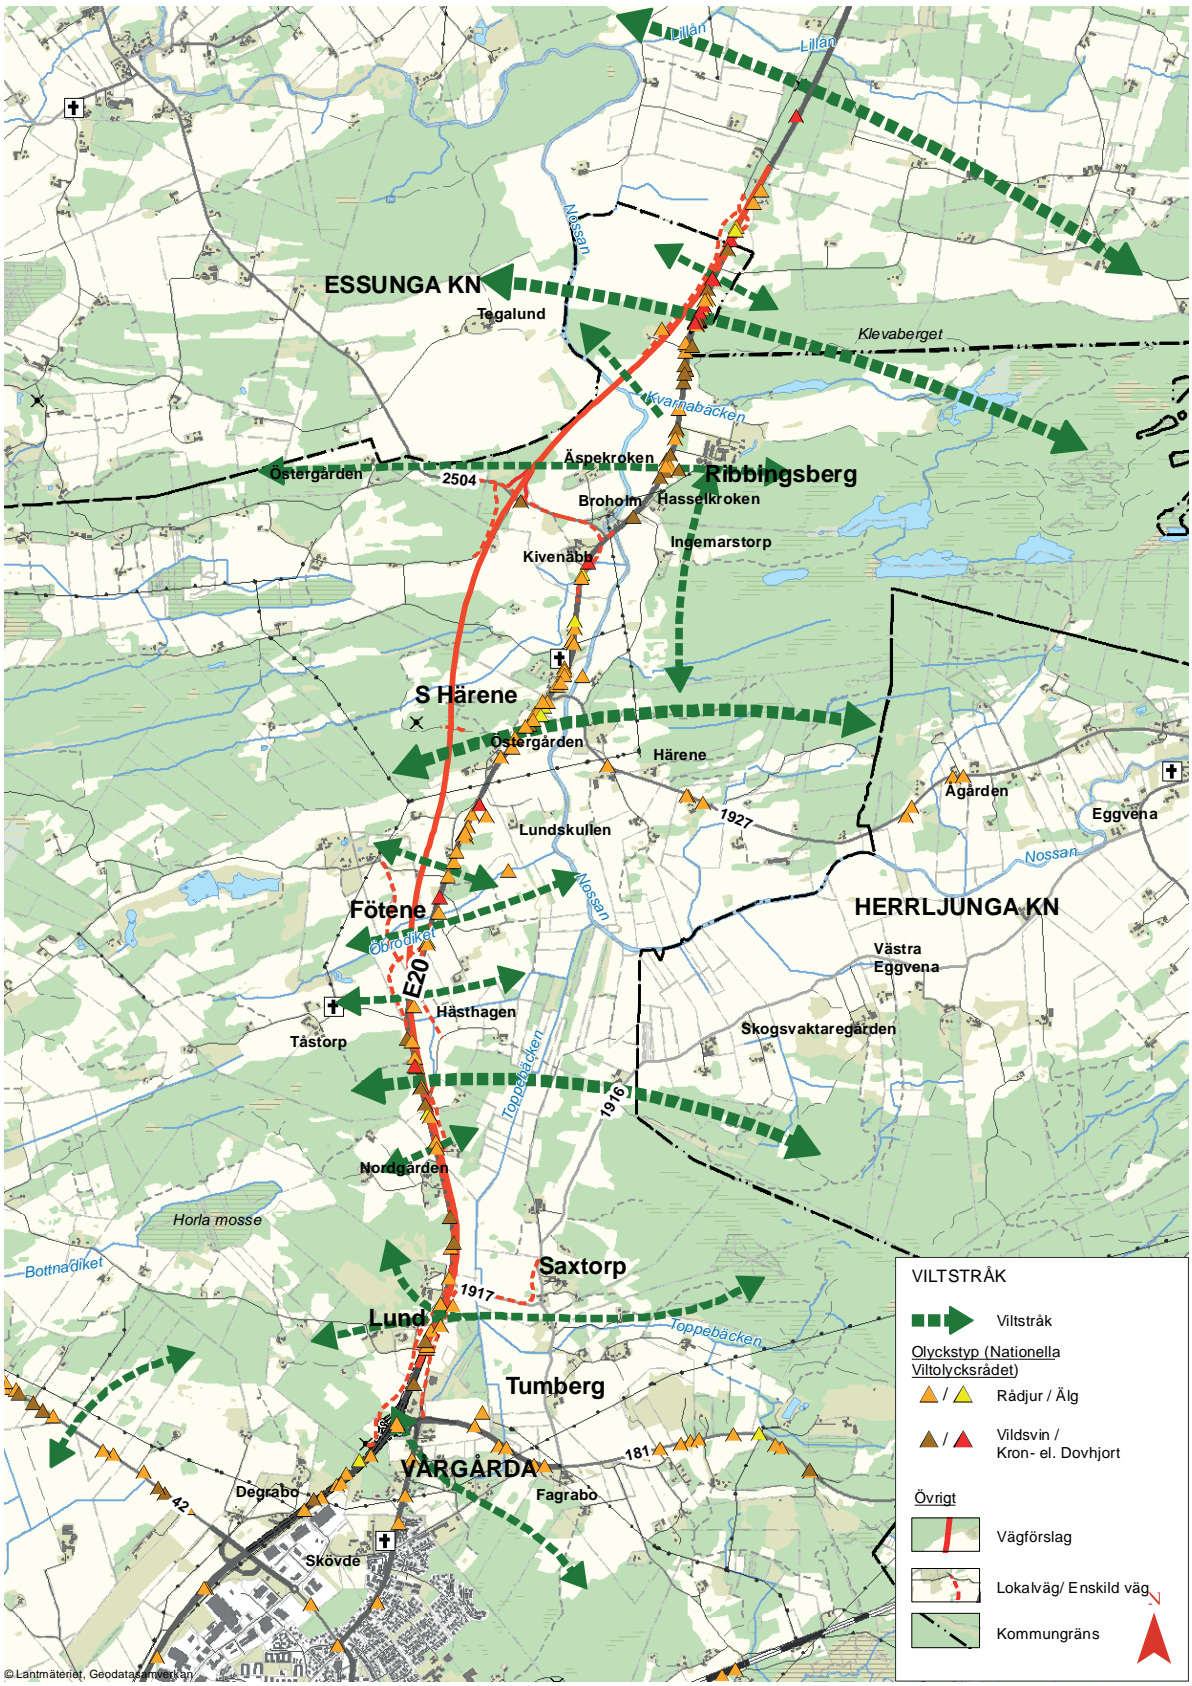 Lillån
Lillån
Nossan
ESSUNGA KN
Tegalund
Klevaberget
Kvarnabäcken
Äspekroken
Ribbingsberg
Östergården
2504
Broholm
Hasselkroken
Ingemarstorp
Kivenäbb
S Härene
Östergården
Härene
Ågården
Eggvena
1927
Lundskullen
Nossan
Nossan
Fötene
HERRLJUNGA KN
Öbrodiket
Västra
Eggvena
E20
Hästhagen
Skogsvaktaregården
Tåstorp
Toppebäcken
1916
Nordgården
Horla mosse
Bottnadiket
Saxtorp
1917
Lund
Toppebäcken
Tumberg
181
VÅRGÅRDA
Degrabo
Fagrabo
42
Skövde
VILTSTRÅK
Viltstråk
Olyckstyp (Nationella
Viltolycksrådet)
/ Rådjur / Älg
/ Vildsvin /
Kron- el. Dovhjort
Övrigt
Vägförslag
Lokalväg/ Enskild väg
N
Kommungräns
© Lantmäteriet, Geodatasamverkan